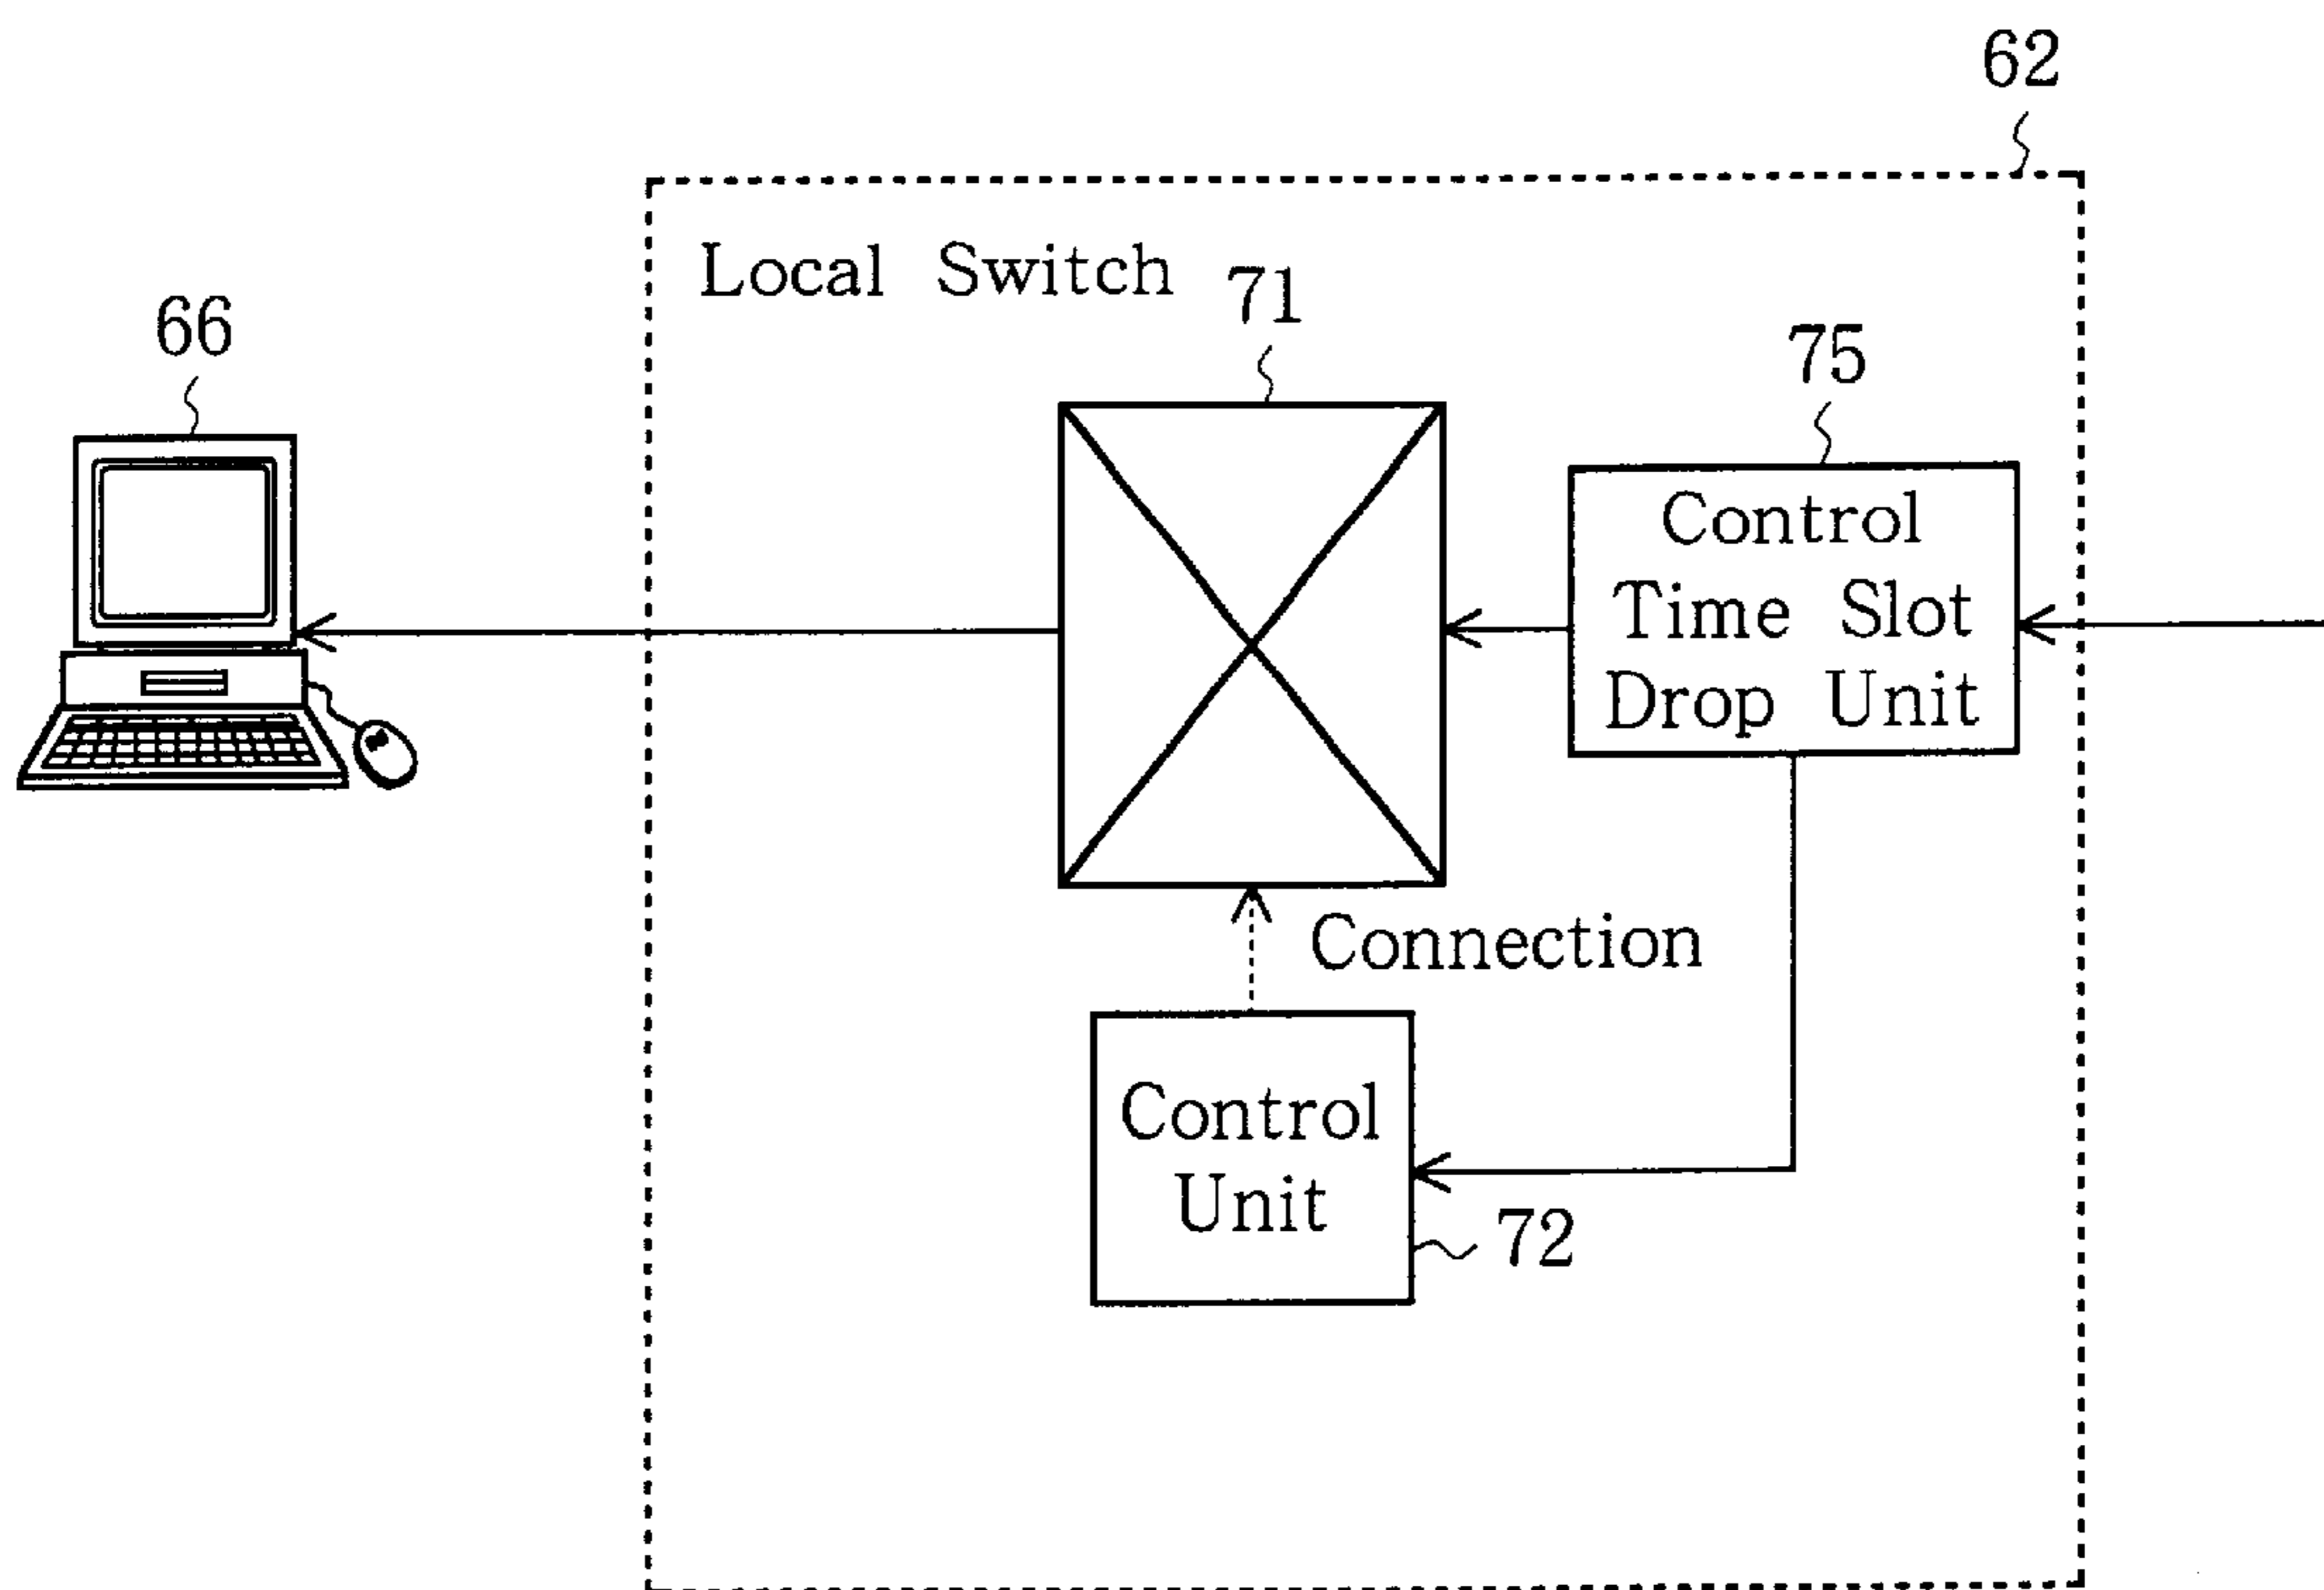 62
Local Switch
71
66
75
Control
Time Slot
Drop Unit
Connection
Control
Unit
72